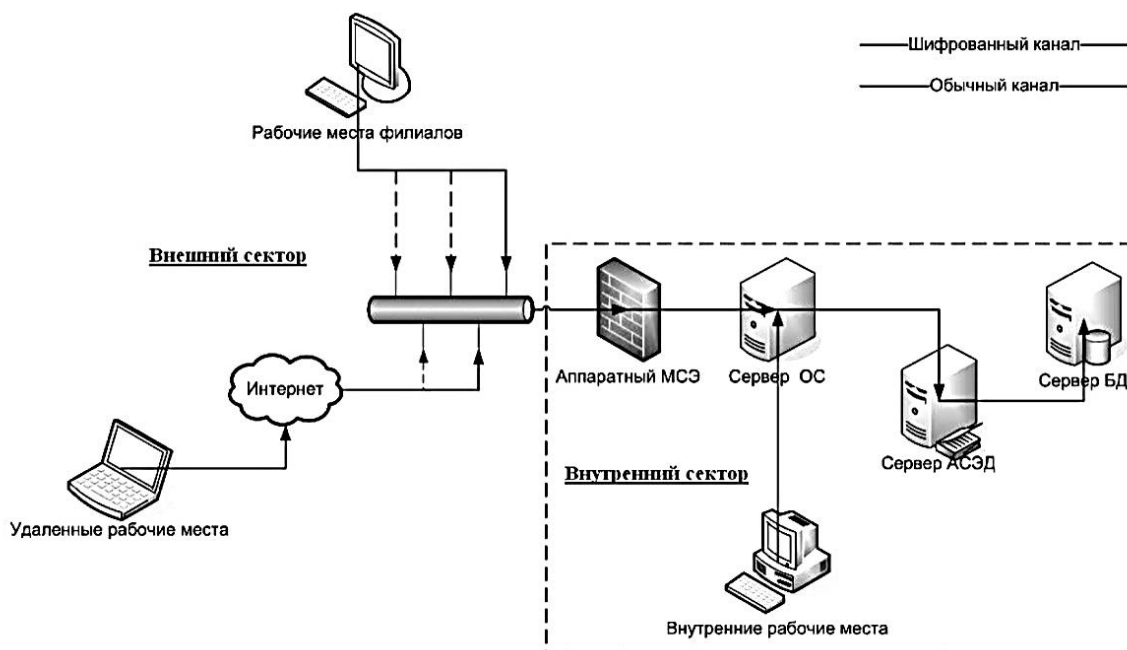 Шифрованный канал
Обычный канал
Рабочие места филиалов
Внешний сектор
Интернет
Аппаратный МСЭ
Сервер ОС
Сервер БД
Сервер АСЭД
Внутренний сектор
Удаленные рабочие места
Внутренние рабочие места